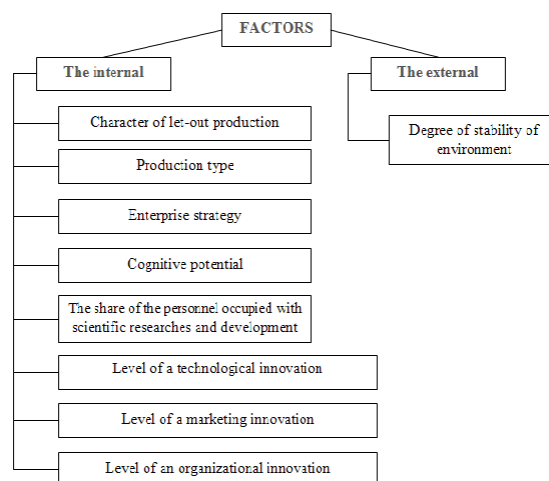 FACTORS
The internal
The external
Character of let-out production
Degree of stability of
environment
Production type
Enterprise strategy
Cognitive potential
The share of the personnel occupied with
scientific researches and development
Level of a technological innovation
Level of a marketing innovation
Level of an organizational innovation